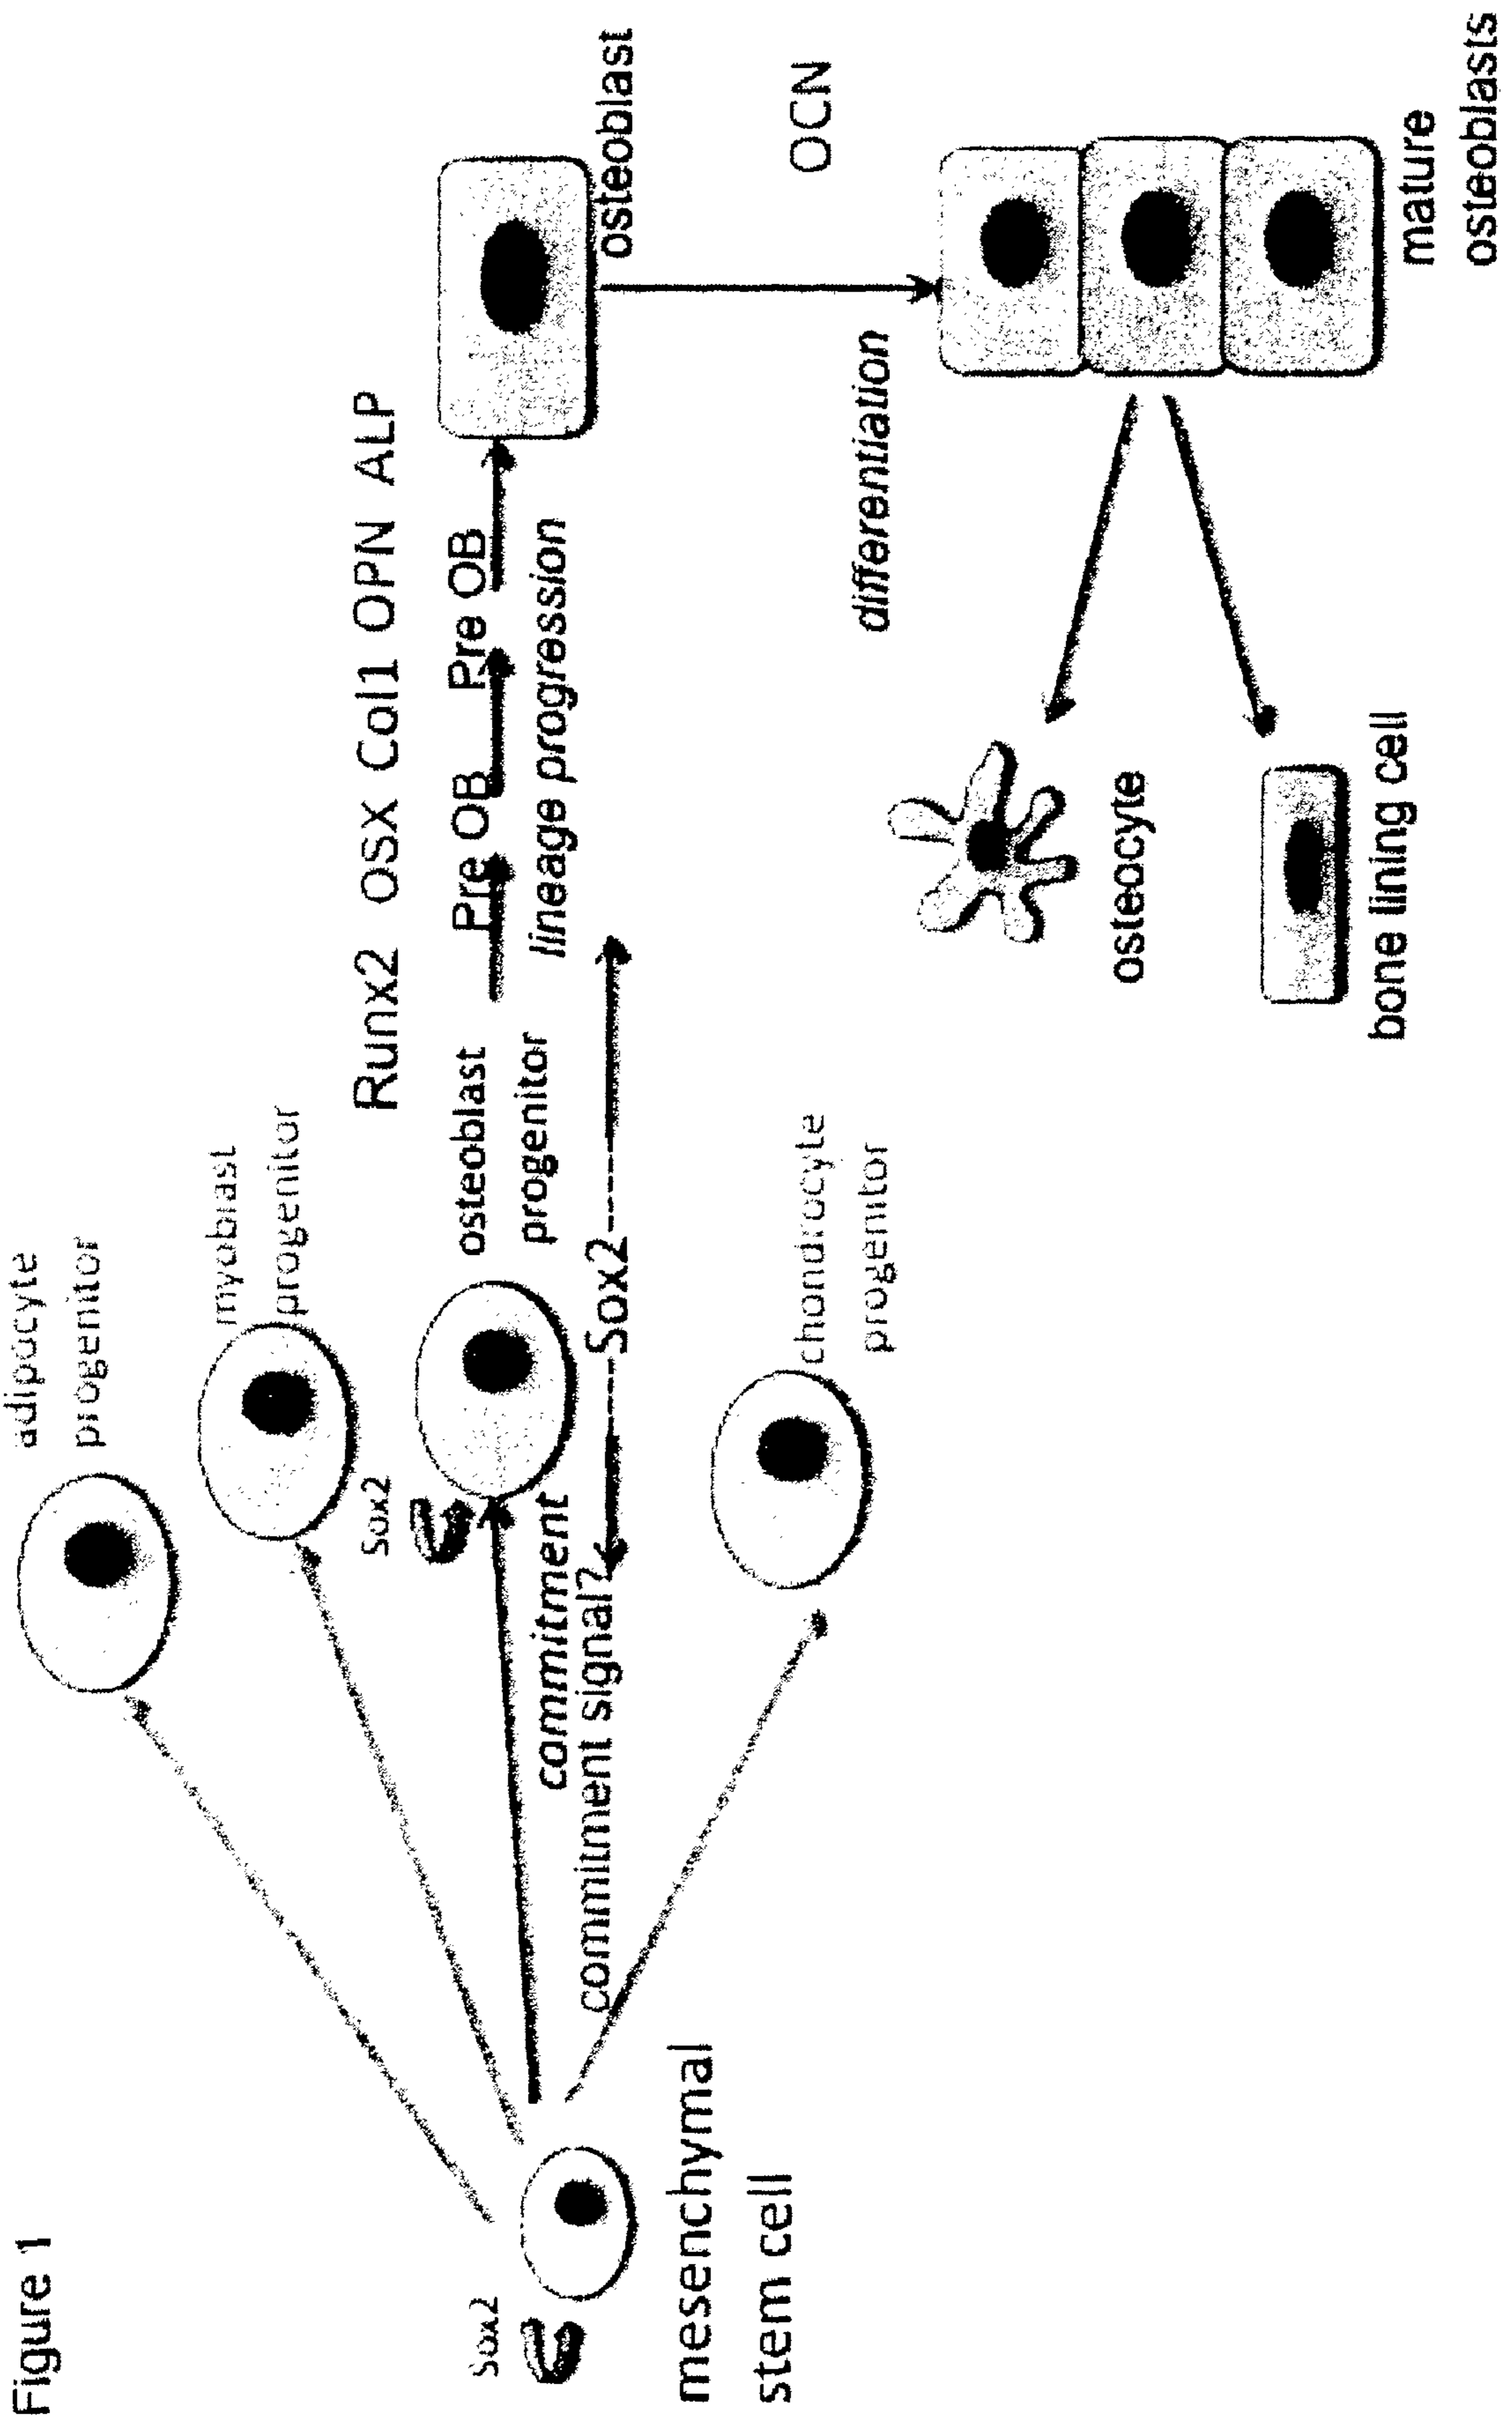 Figure 1
adipocyte
progenitor
myoblast
progenitor
Runx2 OSX Col1 OPN ALP
Sox2
osteoblast
progenitor
Pre OB
Pre OB
lineage progression
osteoblast
Sox2
commitment
commitment signal?
Sox2
mesenchymal
stem cell
chondrocyte
progenitor
OCN
differentiation
osteocyte
bone lining cell
mature
osteoblasts